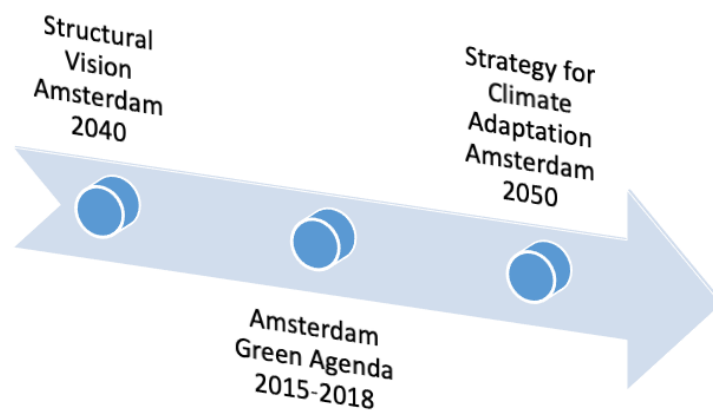 Structural
Vision
Amsterdam
2040
Amsterdam
Green Agenda
2015-2018
Strategy for
Climate
Adaptation
Amsterdam
2050